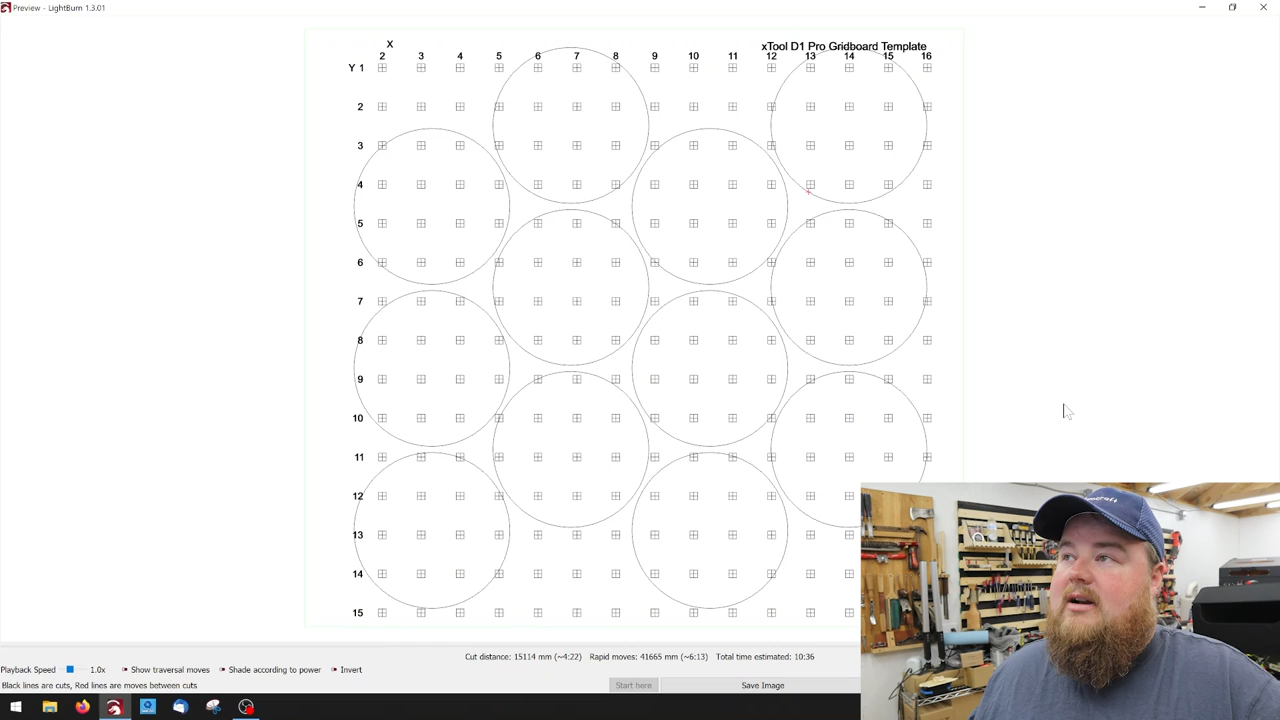 Preview - LightBurn 1.3.01
X
xTool D1 Pro Gridboard Template
2 3 4 5 6 7 8 9 10 11 12 13 14 15 16
Y 1
2
3
4
5
6
7
8
9
10
11
12
13
14
15
Cut distance: 15114 mm (~4:22) Rapid moves: 41665 mm (~6:13) Total time estimated: 10:36
Playback Speed 1.0x Show traversal moves Shade according to power Invert
Black lines are cuts, Red lines are moves between cuts
Start here Save Image